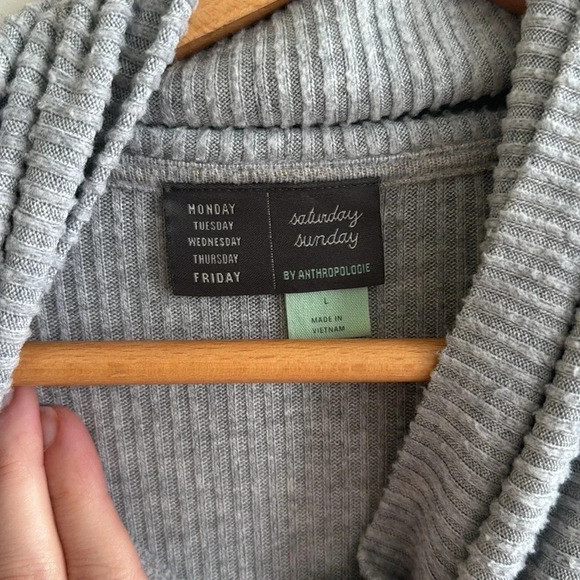 MONDAY
TUESDAY
WEDNESDAY
THURSDAY
FRIDAY
saturday
sunday
BY ANTHROPOLOGIE
L
MADE IN
VIETNAM